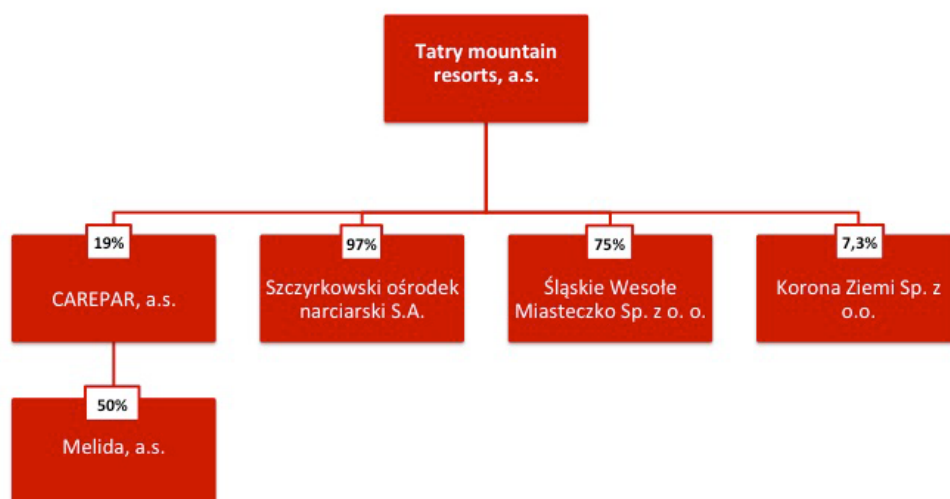 Tatry mountain
resorts, a.s.
19%
CAREPAR, a.s.
97%
Szczyrkowski ośrodek
narciarski S.A.
75%
Śląskie Wesołe
Miasteczko Sp. z o. o.
7,3%
Korona Ziemi Sp. z
o.o.
50%
Melida, a.s.